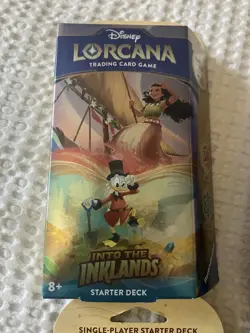 Disney
LORCANA
TRADING CARD GAME
INTO THE
INKLANDS
8+
STARTER DECK
SINGLE-PLAYER STARTER DECK